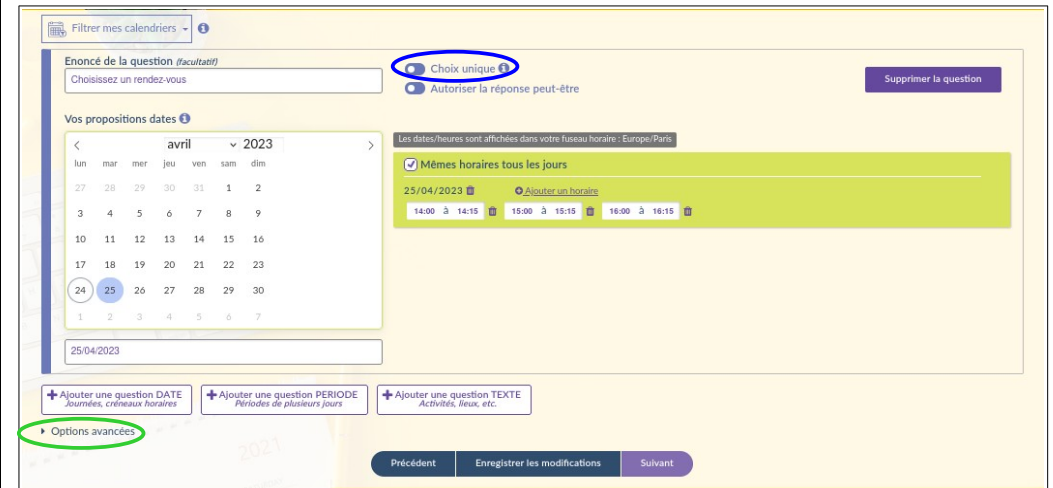 Filtrer mes calendriers
Enoncé de la question (facultatif)
Choisissez un rendez-vous
Choix unique
Autoriser la réponse peut-être
Supprimer la question
Vos propositions dates
avril 2023
lun mar mer jeu ven sam dim
27 28 29 30 31 1 2
3 4 5 6 7 8 9
10 11 12 13 14 15 16
17 18 19 20 21 22 23
24 25 26 27 28 29 30
1 2 3 4 5 6 7
25/04/2023
Les dates/heures sont affichées dans votre fuseau horaire : Europe/Paris
Mêmes horaires tous les jours
25/04/2023 Ajouter un horaire
14:00 à 14:15 15:00 à 15:15 16:00 à 16:15
Ajouter une question DATE
Journées, créneaux horaires
Ajouter une question PERIODE
Périodes de plusieurs jours
Ajouter une question TEXTE
Activités, lieux, etc.
Options avancées
2021
Précédent Enregistrer les modifications Suivant